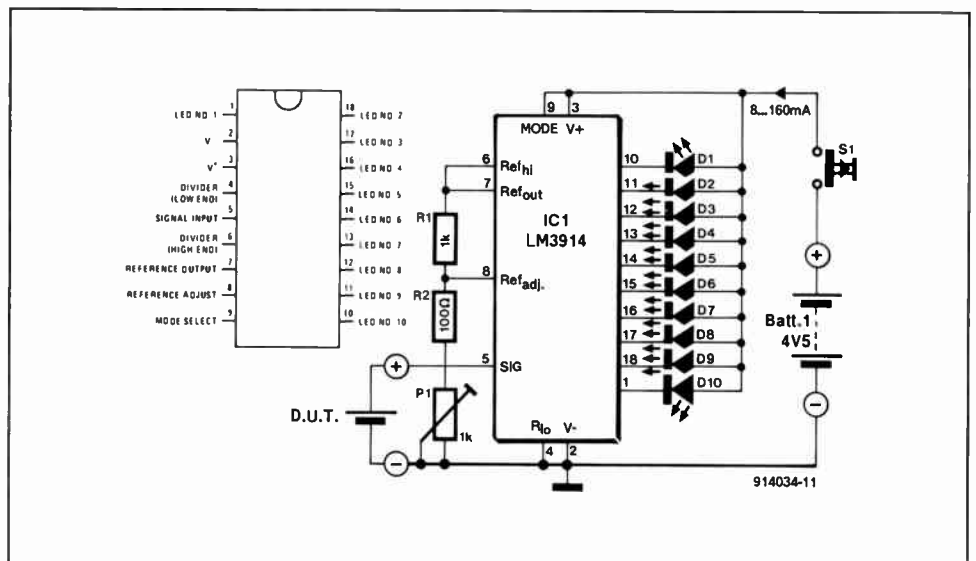 LED NO 1
1
18
LED NO 2
V⁻
2
17
LED NO 3
V⁺
3
16
LED NO 4
DIVIDER
(LOW END)
4
15
LED NO 5
SIGNAL INPUT
5
14
LED NO 6
DIVIDER
(HIGH END)
6
13
LED NO 7
REFERENCE OUTPUT
7
12
LED NO 8
REFERENCE ADJUST
8
11
LED NO 9
MODE SELECT
9
10
LED NO 10
9 3
MODE V+
6 Refhi
7 Refout
R1
1k
8 Refadj.
R2
100Ω
5 SIG
P1
1k
D.U.T.
+
−
IC1
LM3914
Rlo V-
4 2
10 D1
11 D2
12 D3
13 D4
14 D5
15 D6
16 D7
17 D8
18 D9
1 D10
8...160mA
S1
+
Batt.1
4V5
−
914034-11